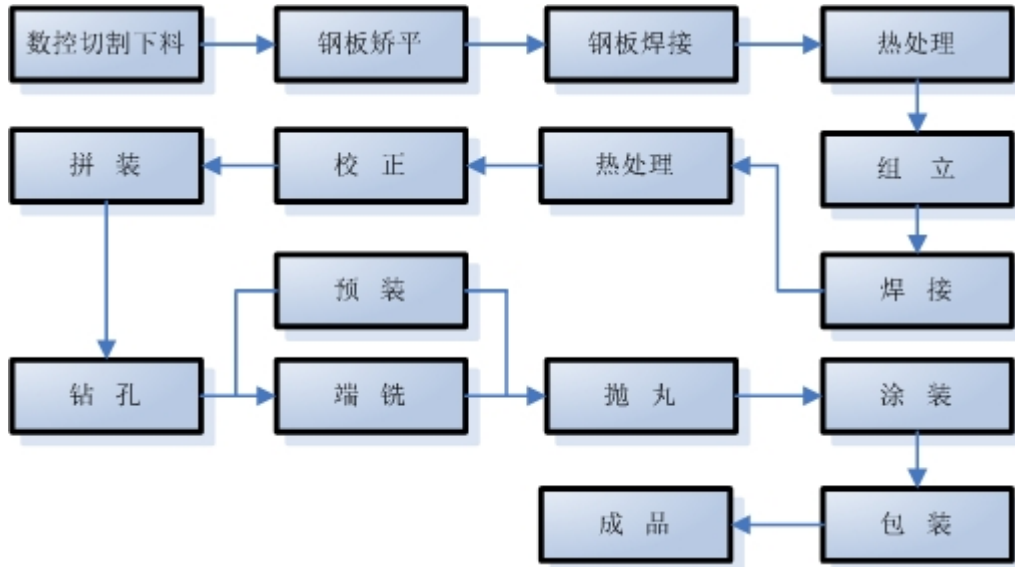 数控切割下料
钢板矫平
钢板焊接
热处理
组 立
焊 接
热处理
校 正
拼 装
钻 孔
预 装
端 铣
抛 丸
涂 装
包 装
成 品